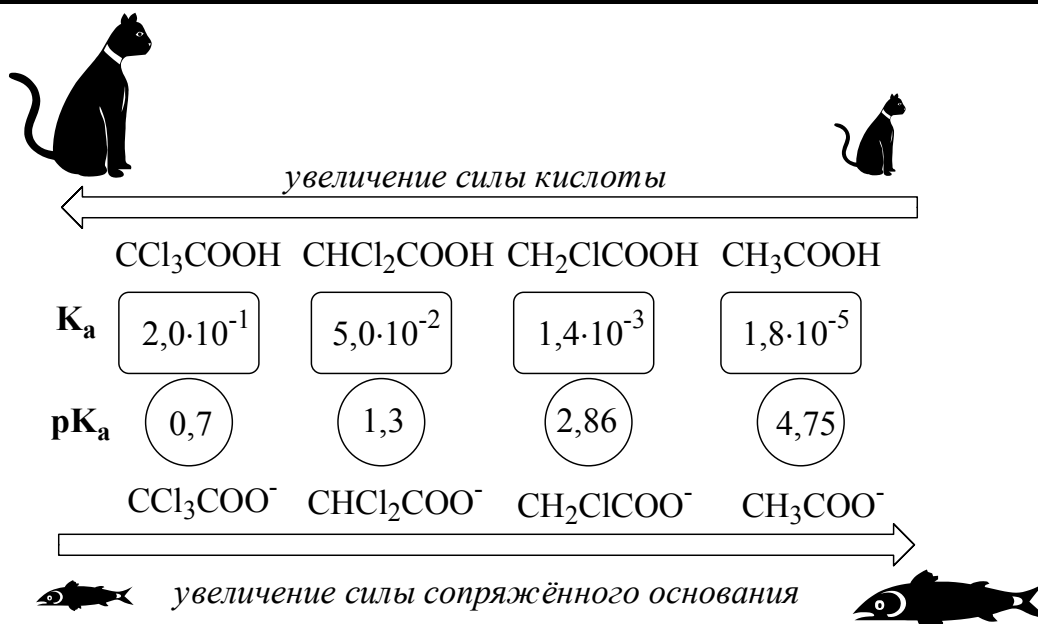 увеличение силы кислоты
CCl₃COOH CHCl₂COOH CH₂ClCOOH CH₃COOH
Kₐ 2,0·10⁻¹ 5,0·10⁻² 1,4·10⁻³ 1,8·10⁻⁵
pKₐ 0,7 1,3 2,86 4,75
CCl₃COO⁻ CHCl₂COO⁻ CH₂ClCOO⁻ CH₃COO⁻
увеличение силы сопряжённого основания